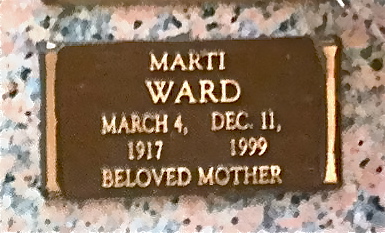 MARTI
WARD
MARCH 4, DEC. 11,
1917 1999
BELOVED MOTHER